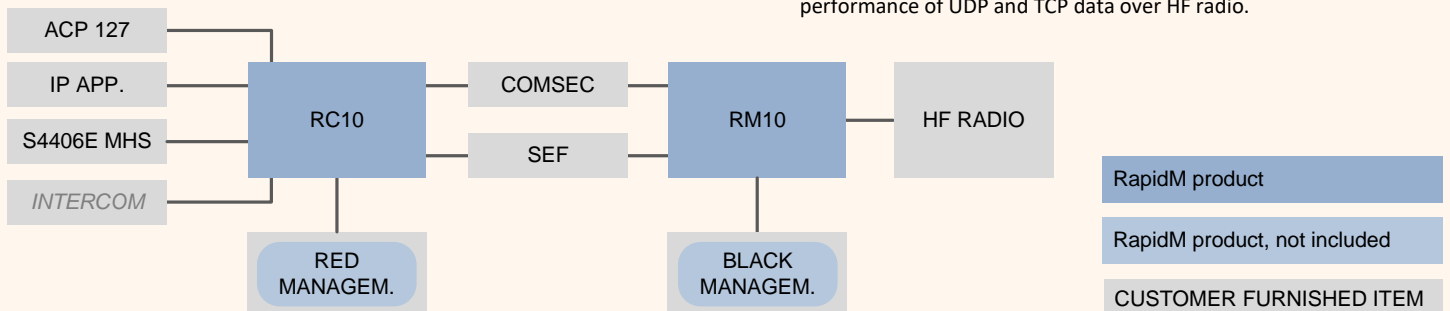 performance of UDP and TCP data over HF radio.
ACP 127
IP APP.
S4406E MHS
INTERCOM
RC10
COMSEC
SEF
RM10
HF RADIO
RED
MANAGEM.
BLACK
MANAGEM.
RapidM product
RapidM product, not included
CUSTOMER FURNISHED ITEM